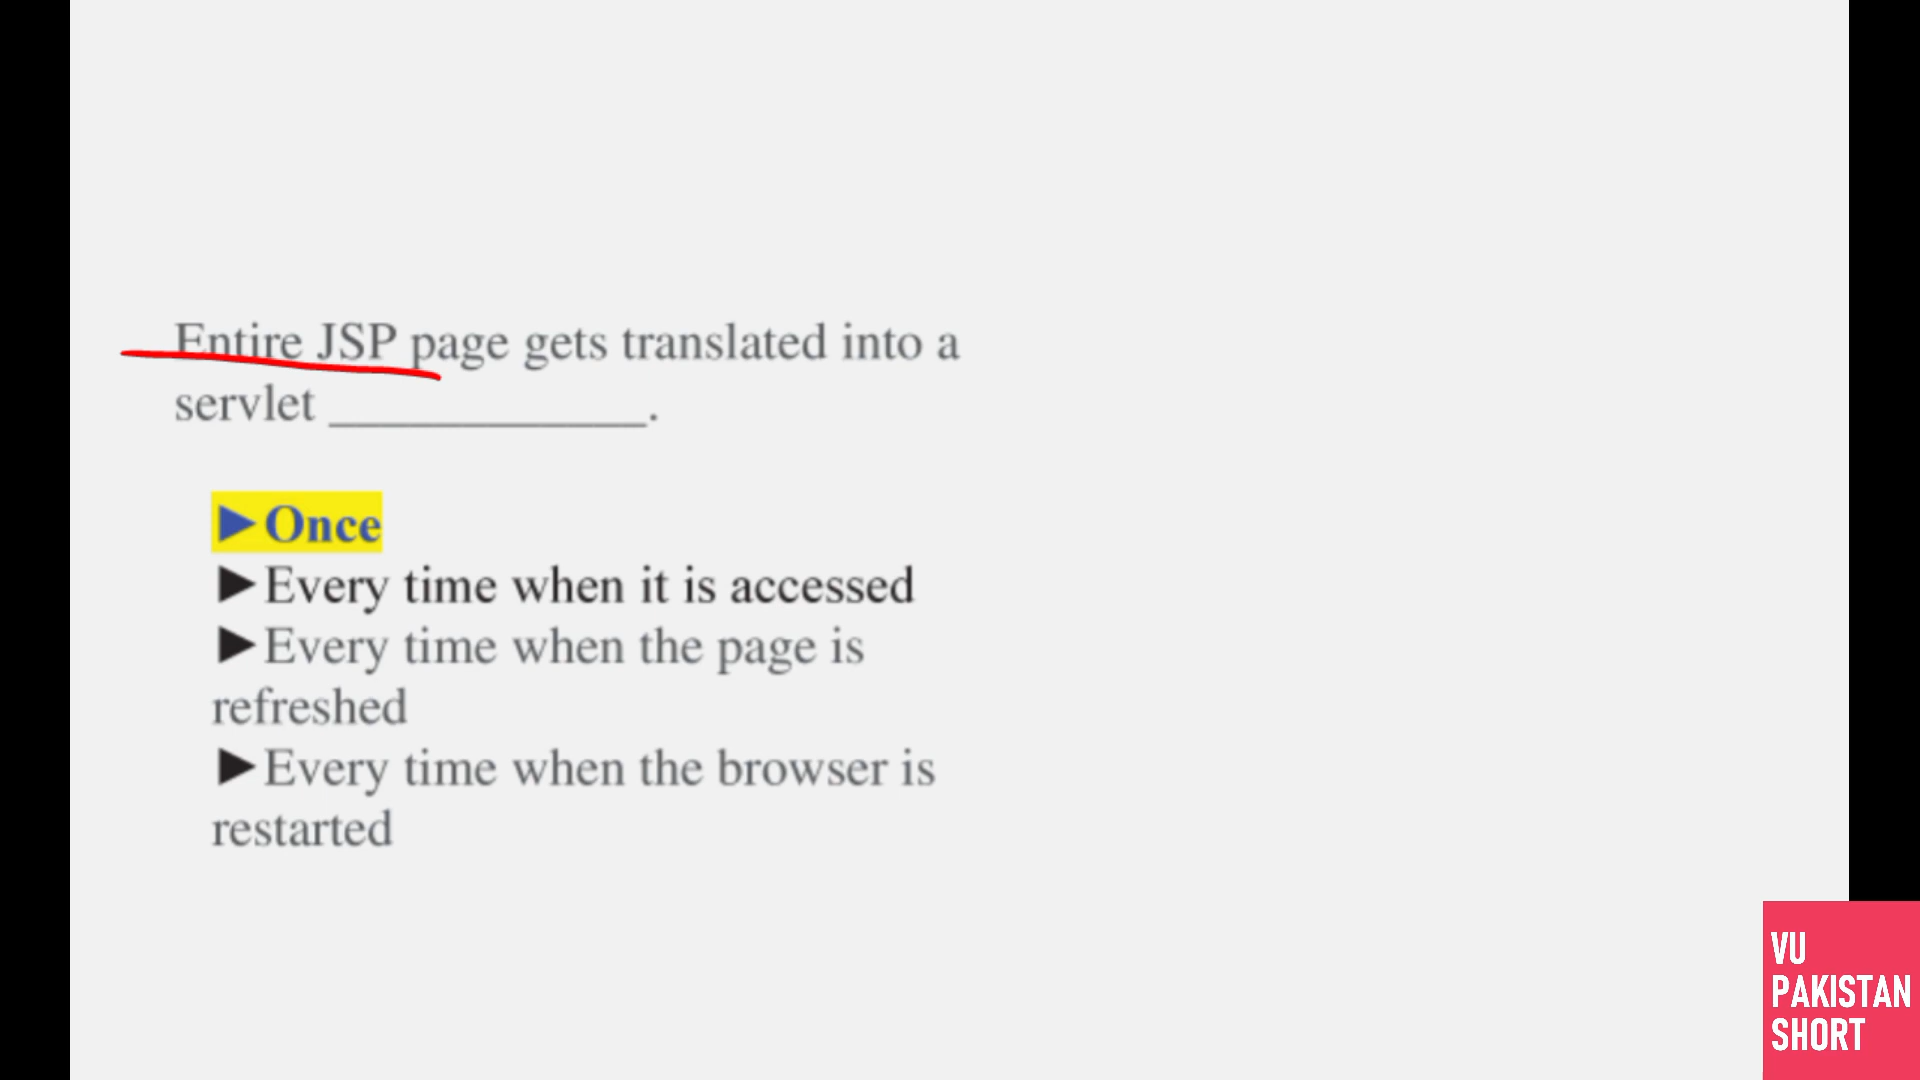 Entire JSP page gets translated into a
servlet ____________.
►Once
►Every time when it is accessed
►Every time when the page is
refreshed
►Every time when the browser is
restarted
VU
PAKISTAN
SHORT